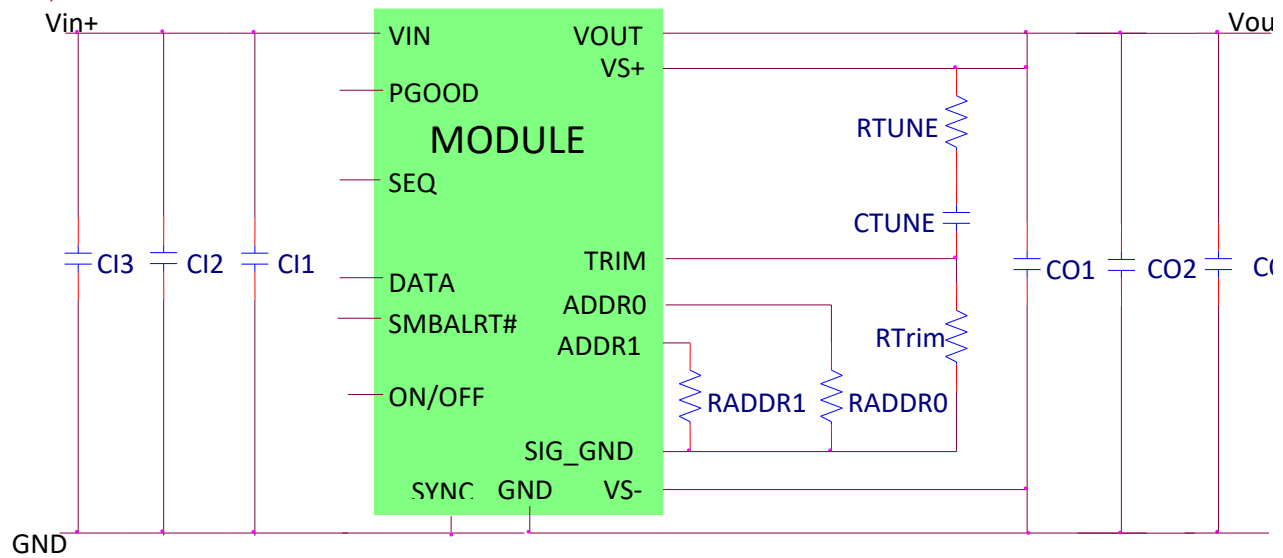 Vin+
VIN
VOUT
Vou
VS+
PGOOD
MODULE
RTUNE
SEQ
CTUNE
CI3
CI2
CI1
TRIM
CO1
CO2
DATA
ADDR0
SMBALRT#
ADDR1
RTrim
ON/OFF
RADDR1
RADDR0
SIG_GND
SYNC
GND
VS-
GND